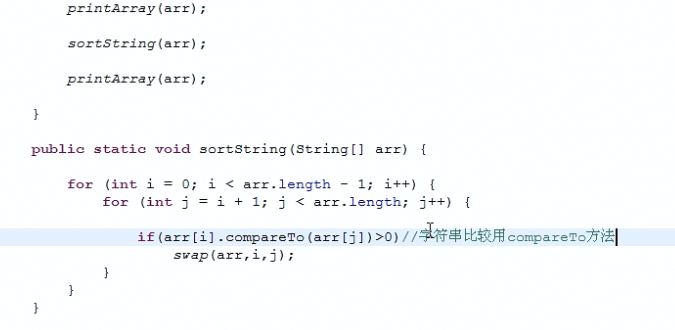 printArray(arr);
sortString(arr);
printArray(arr);
}
public static void sortString(String[] arr) {
for (int i = 0; i < arr.length - 1; i++) {
for (int j = i + 1; j < arr.length; j++) {
if(arr[i].compareTo(arr[j])>0)//字符串比较用compareTo方法
swap(arr,i,j);
}
}
}